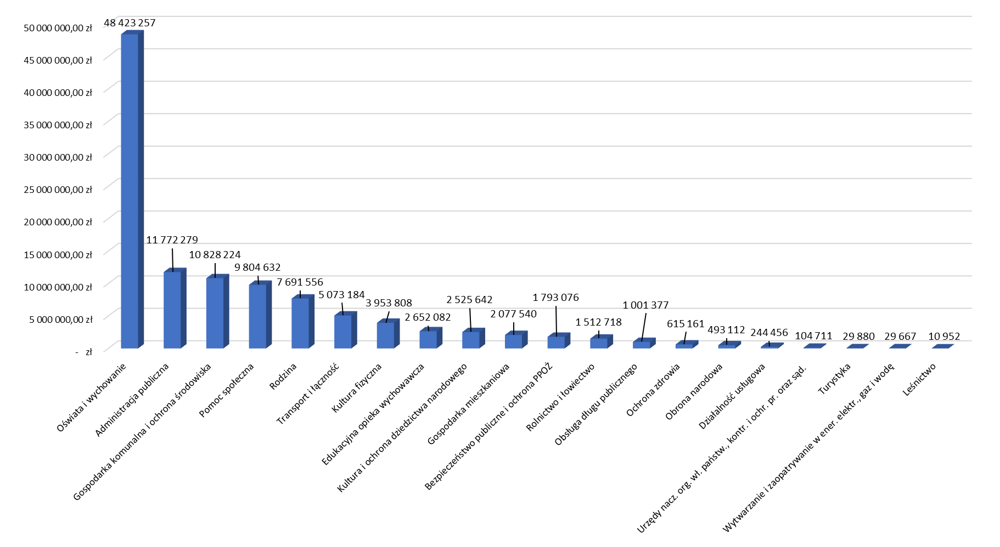 50 000 000,00 zł
45 000 000,00 zł
40 000 000,00 zł
35 000 000,00 zł
30 000 000,00 zł
25 000 000,00 zł
20 000 000,00 zł
15 000 000,00 zł
10 000 000,00 zł
5 000 000,00 zł
- zł
48 423 257
11 772 279
10 828 224
9 804 632
7 691 556
5 073 184
3 953 808
2 652 082
2 525 642
2 077 540
1 793 076
1 512 718
1 001 377
615 161
493 112
244 456
104 711
29 880
29 667
10 952
Oświata i wychowanie
Administracja publiczna
Gospodarka komunalna i ochrona środowiska
Pomoc społeczna
Rodzina
Transport i łączność
Kultura fizyczna
Edukacyjna opieka wychowawcza
Kultura i ochrona dziedzictwa narodowego
Gospodarka mieszkaniowa
Bezpieczeństwo publiczne i ochrona PPOŻ
Rolnictwo i łowiectwo
Obsługa długu publicznego
Ochrona zdrowia
Obrona narodowa
Działalność usługowa
Urzędy nacz. org. wł. państw., kontr. i ochr. pr. oraz sąd.
Turystyka
Wytwarzanie i zaopatrywanie w ener. elektr., gaz i wodę
Leśnictwo